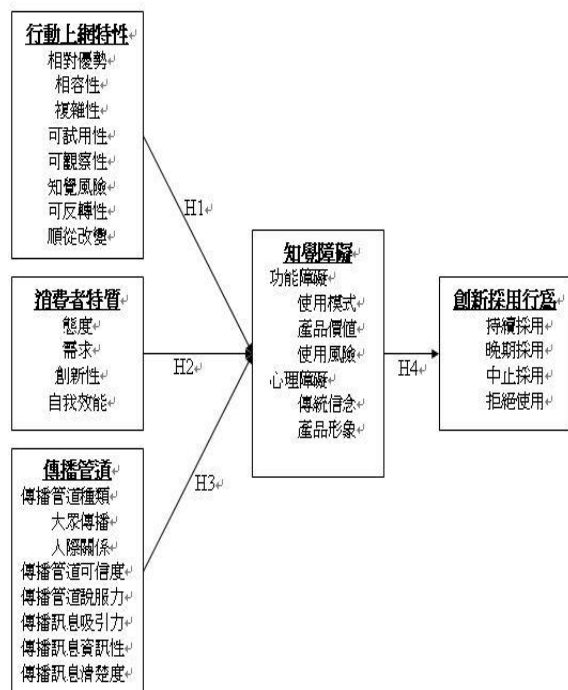 行動上網特性
相對優勢
相容性
複雜性
可試用性
可觀察性
知覺風險
可反轉性
順從改變
消費者特質
態度
需求
創新性
自我效能
傳播管道
傳播管道種類
大眾傳播
人際關係
傳播管道可信度
傳播管道說服力
傳播訊息吸引力
傳播訊息資訊性
傳播訊息清楚度
H1
H2
H3
知覺障礙
功能障礙
使用模式
產品價值
使用風險
心理障礙
傳統信念
產品形象
H4
創新採用行為
持續採用
晚期採用
中止採用
拒絕使用